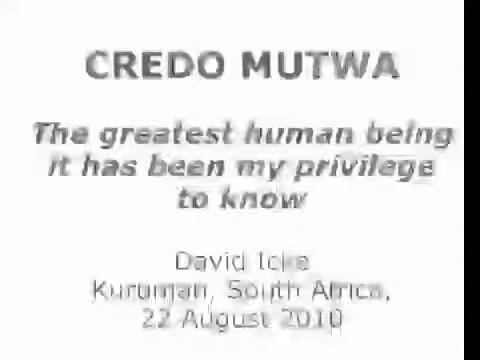 CREDO MUTWA
The greatest human being
it has been my privilege
to know
David Icke
Kuruman, South Africa,
22 August 2010